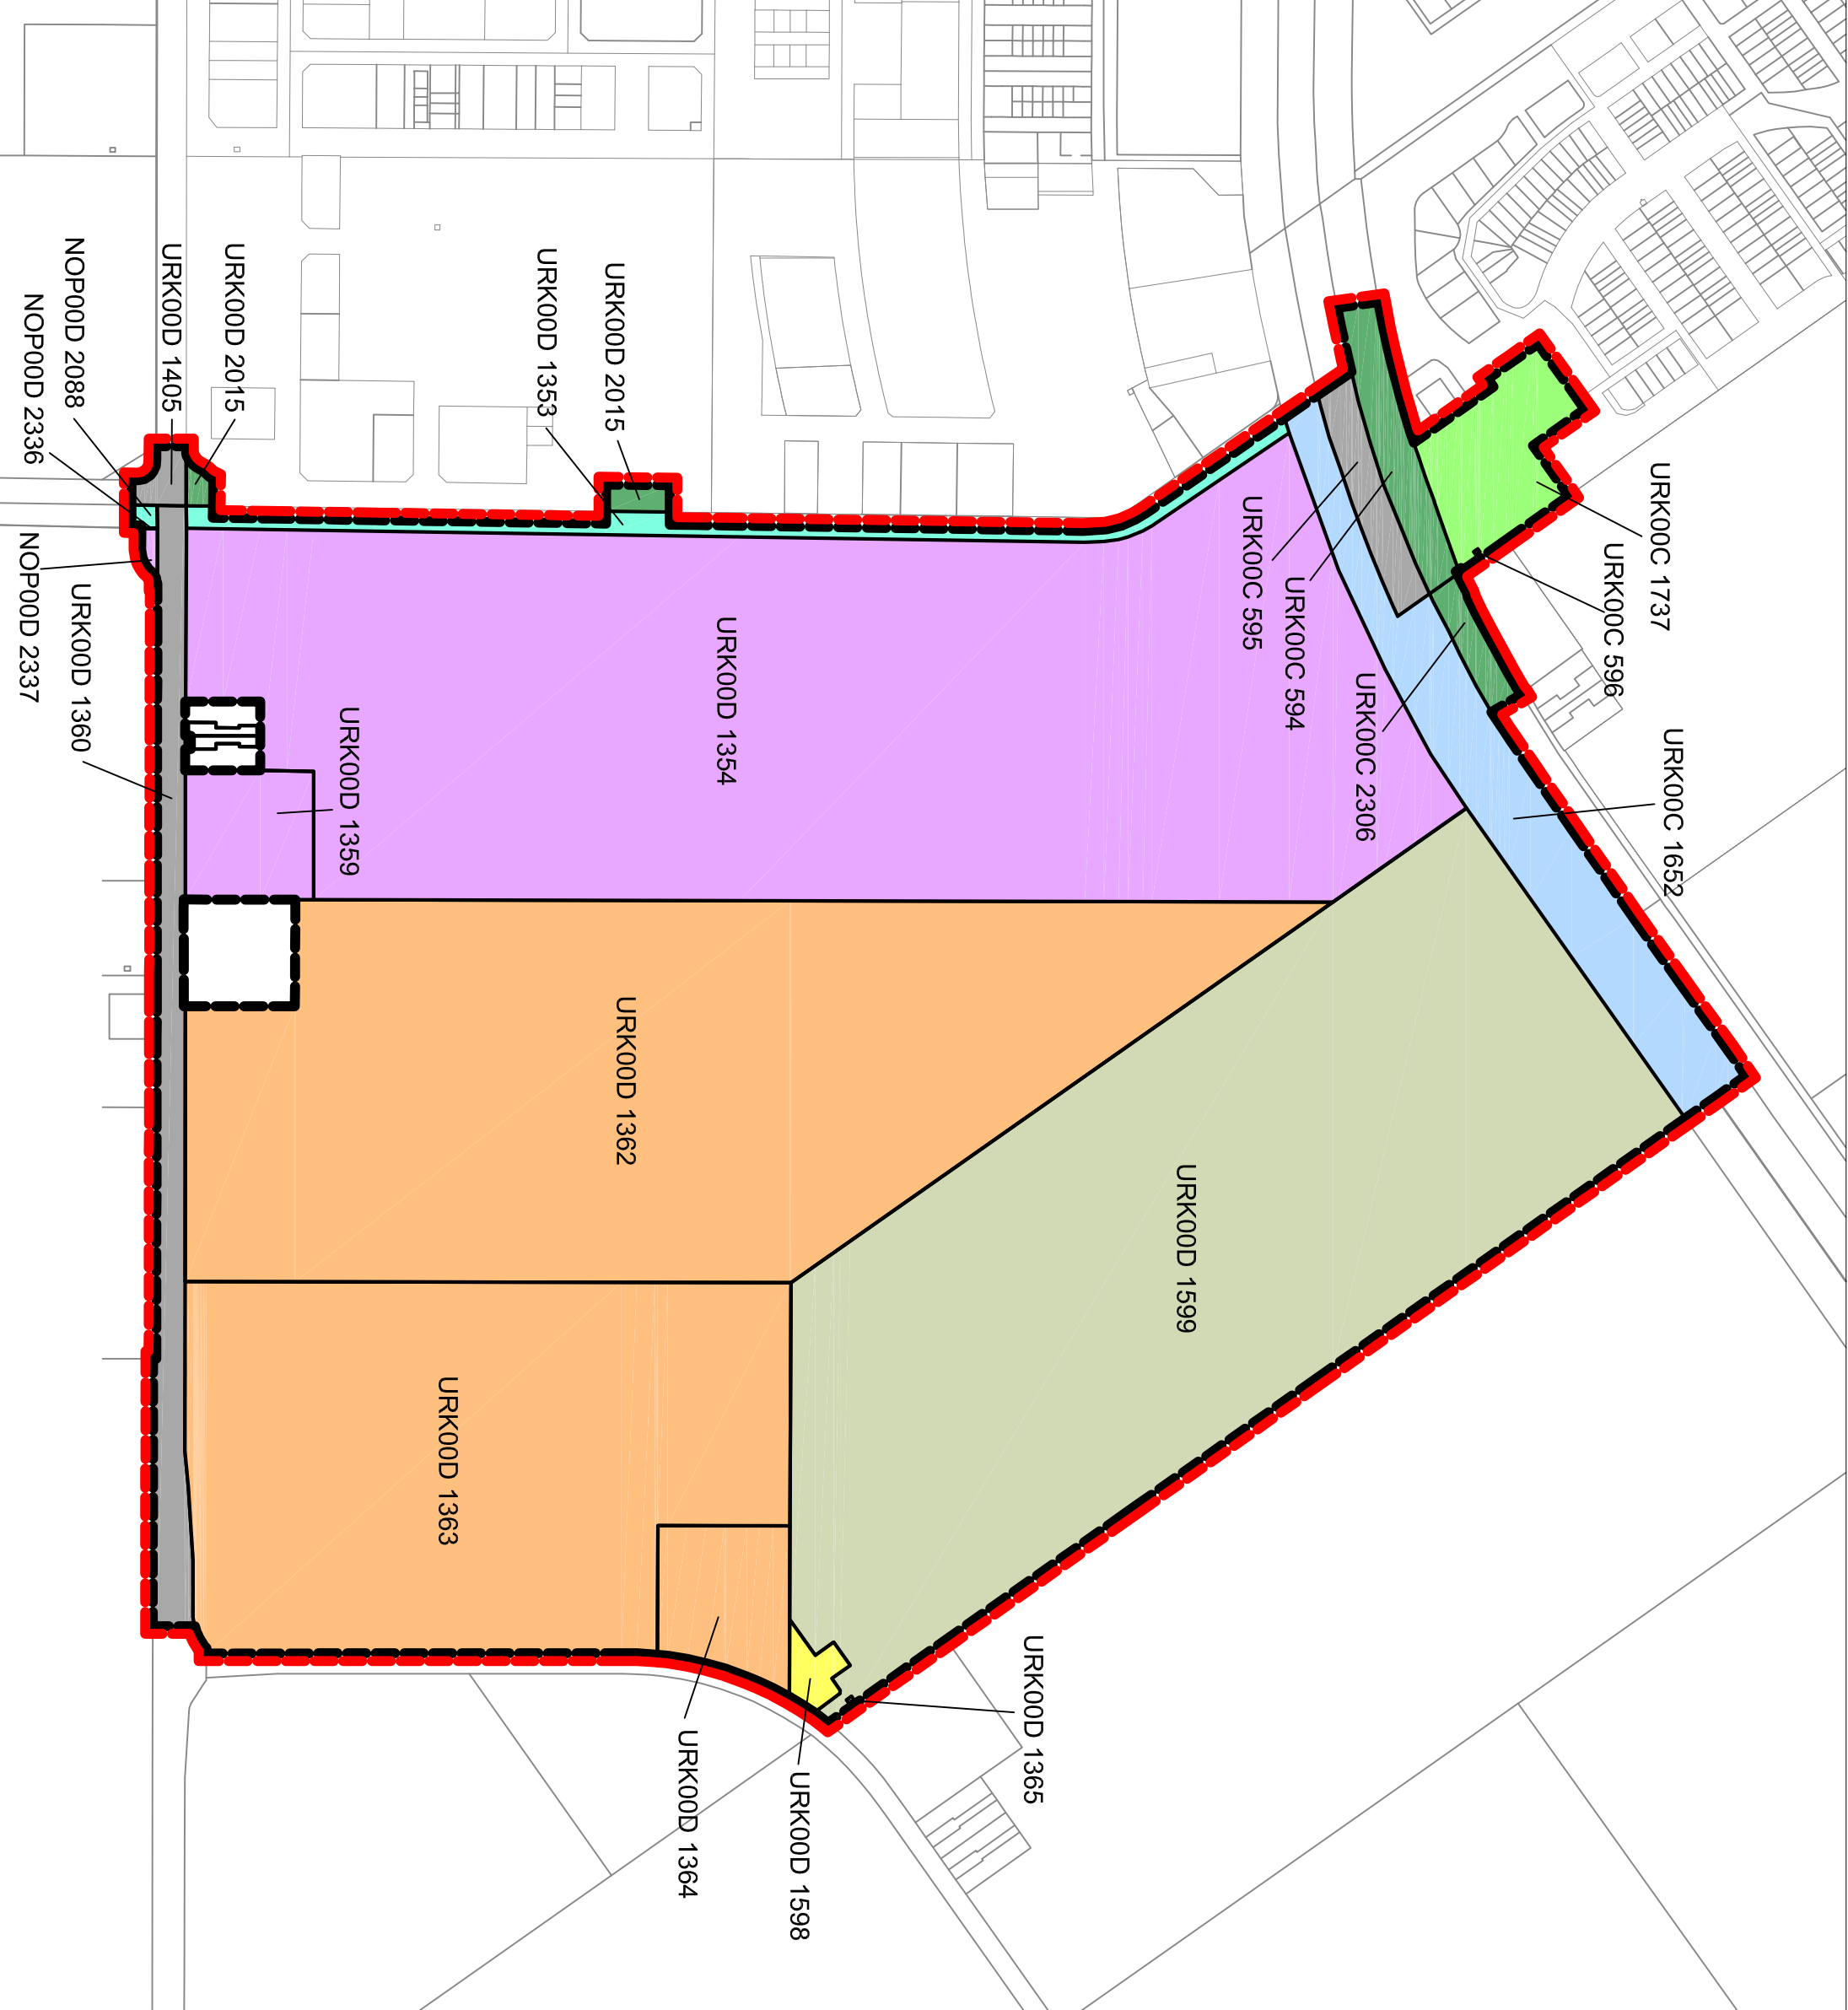 URK00C 1737
URK00C 596
URK00C 1652
URK00C 595
URK00C 594
URK00C 2306
URK00D 2015
URK00D 1353
URK00D 2015
URK00D 1405
NOP00D 2088
NOP00D 2336
NOP00D 2337
URK00D 1360
URK00D 1354
URK00D 1359
URK00D 1362
URK00D 1599
URK00D 1363
URK00D 1365
URK00D 1364
URK00D 1598